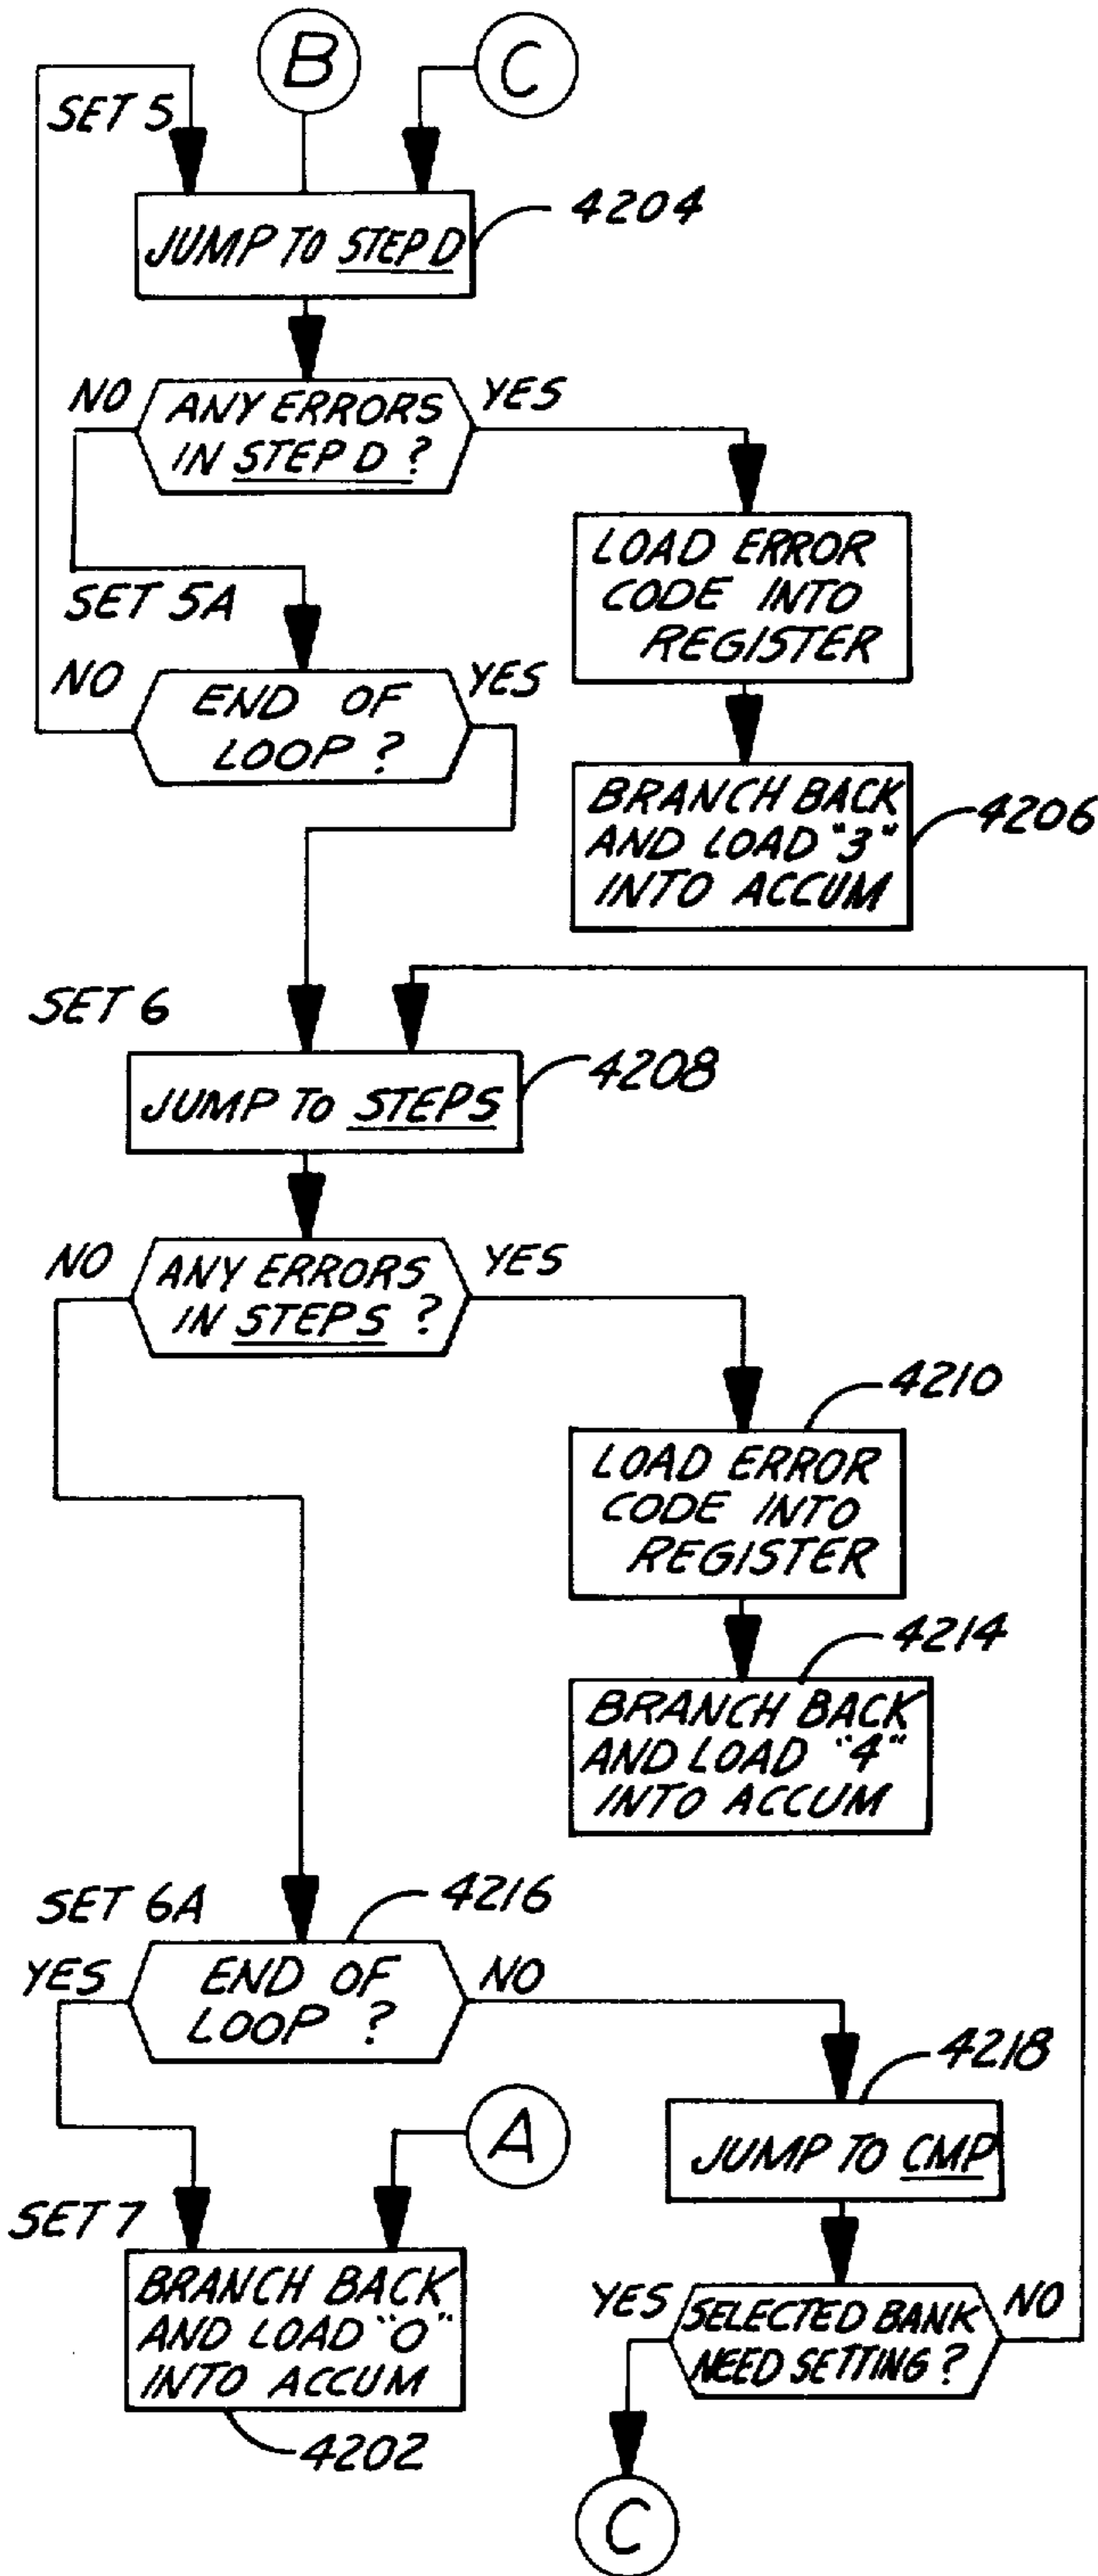 B
C
SET 5
JUMP TO STEP D
4204
NO
ANY ERRORS
IN STEP D ?
YES
LOAD ERROR
CODE INTO
REGISTER
SET 5A
NO
END OF
LOOP ?
YES
BRANCH BACK
AND LOAD "3"
INTO ACCUM
4206
SET 6
JUMP TO STEPS
4208
NO
ANY ERRORS
IN STEPS ?
YES
4210
LOAD ERROR
CODE INTO
REGISTER
4214
BRANCH BACK
AND LOAD "4"
INTO ACCUM
SET 6A
4216
YES
END OF
LOOP ?
NO
4218
JUMP TO CMP
A
SET 7
BRANCH BACK
AND LOAD "0"
INTO ACCUM
4202
YES
SELECTED BANK
NEED SETTING ?
NO
C